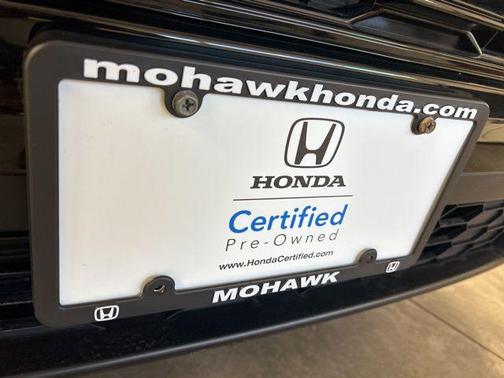 mohawkhonda.com
HONDA
Certified
Pre-Owned
www.HondaCertified.com
MOHAWK